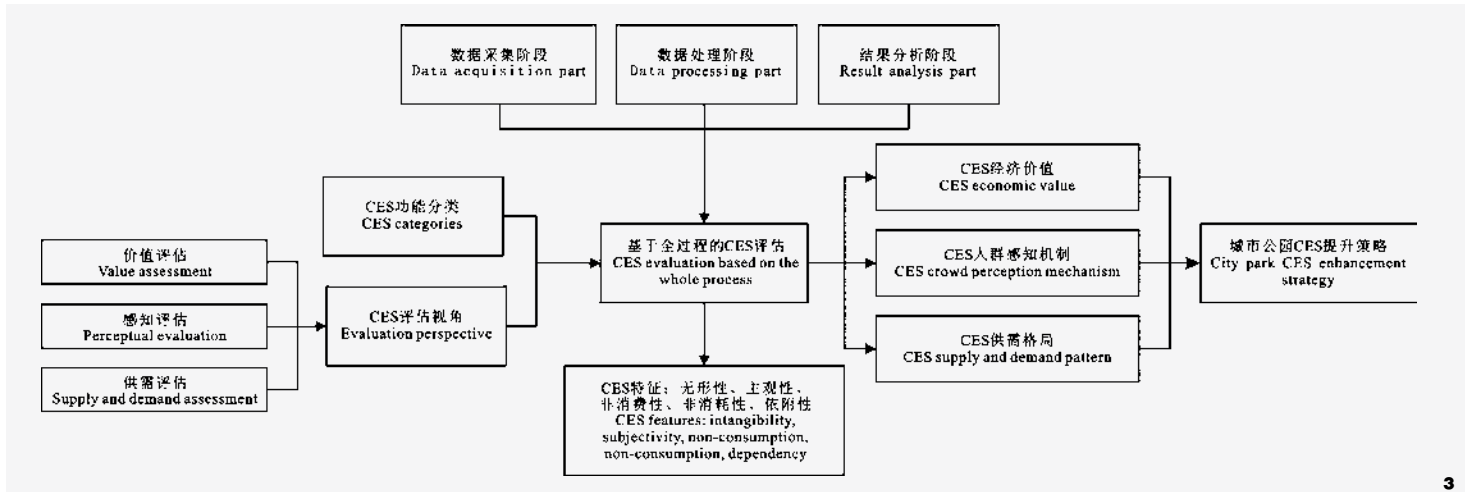 数据采集阶段
Data acquisition part
数据处理阶段
Data processing part
结果分析阶段
Result analysis part
CES功能分类
CES categories
价值评估
Value assessment
感知评估
Perceptual evaluation
供需评估
Supply and demand assessment
CES评估视角
Evaluation perspective
基于全过程的CES评估
CES evaluation based on the
whole process
CES特征：无形性、主观性、
非消费性、非消耗性、依附性
CES features: intangibility,
subjectivity, non-consumption,
non-consumption, dependency
CES经济价值
CES economic value
CES人群感知机制
CES crowd perception mechanism
CES供需格局
CES supply and demand pattern
城市公园CES提升策略
City park CES enhancement
strategy
3